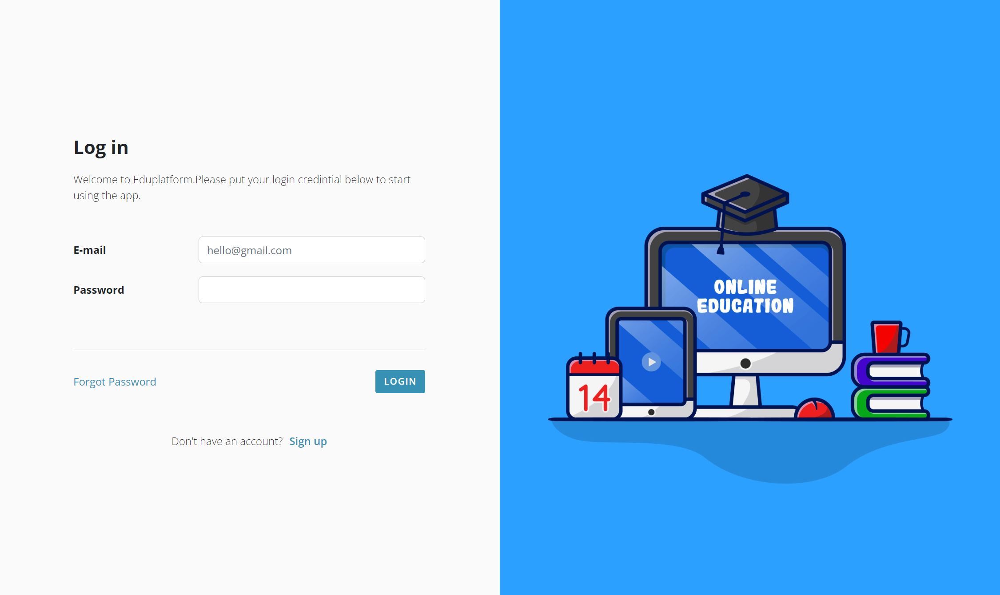 Log in
Welcome to Eduplatform.Please put your login credintial below to start
using the app.
E-mail
hello@gmail.com
Password
Forgot Password
LOGIN
Don't have an account? Sign up
ONLINE
EDUCATION
14